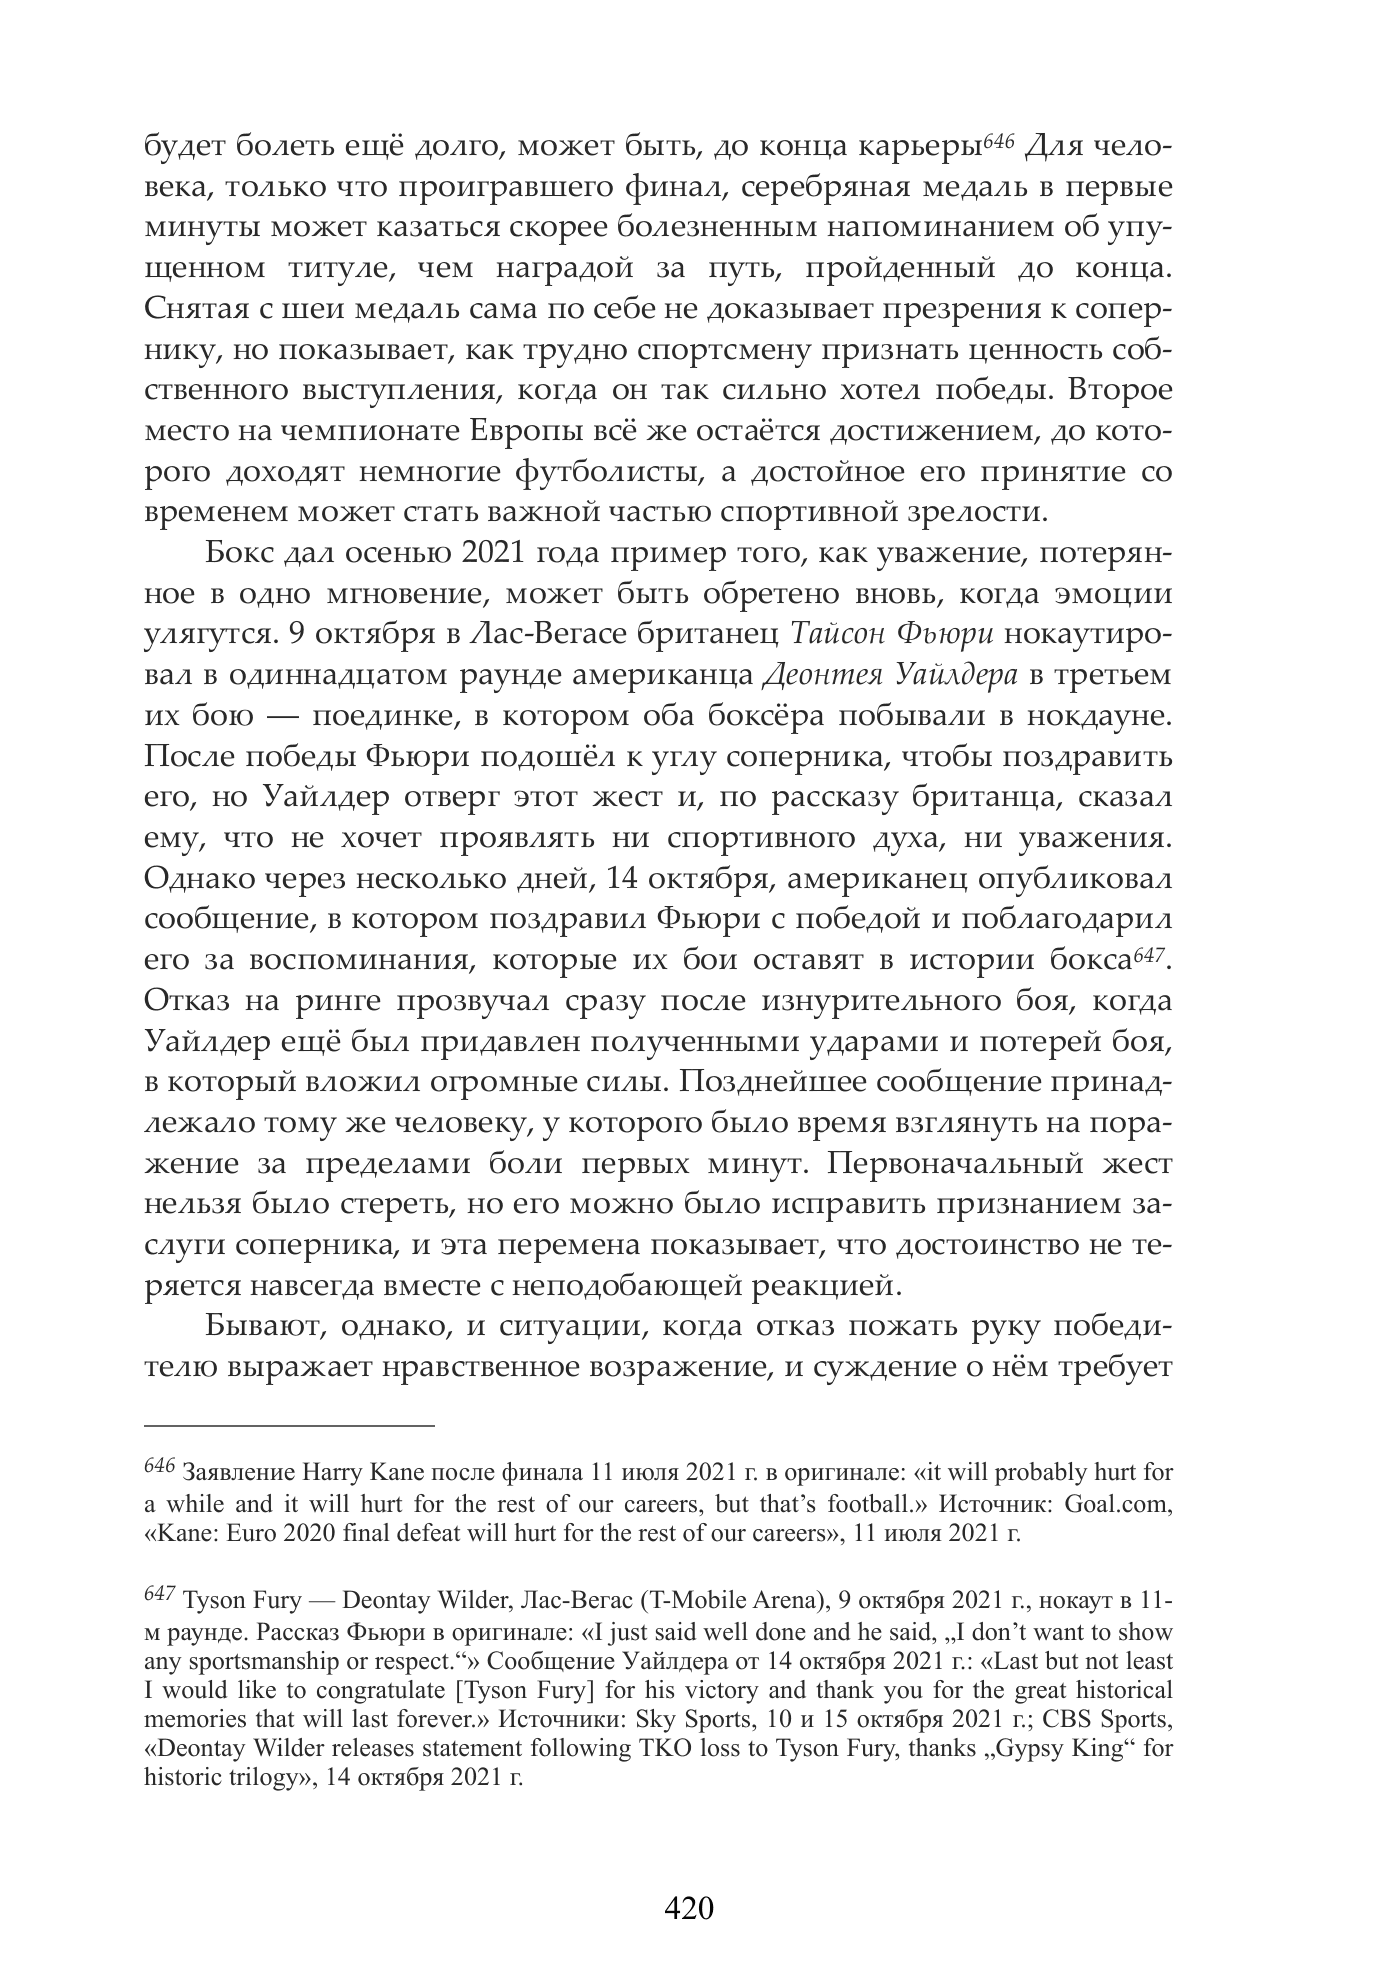 будет болеть ещё долго, может быть, до конца карьеры646 Для чело-
века, только что проигравшего финал, серебряная медаль в первые
минуты может казаться скорее болезненным напоминанием об упу-
щенном титуле, чем наградой за путь, пройденный до конца.
Снятая с шеи медаль сама по себе не доказывает презрения к сопер-
нику, но показывает, как трудно спортсмену признать ценность соб-
ственного выступления, когда он так сильно хотел победы. Второе
место на чемпионате Европы всё же остаётся достижением, до кото-
рого доходят немногие футболисты, а достойное его принятие со
временем может стать важной частью спортивной зрелости.
Бокс дал осенью 2021 года пример того, как уважение, потерян-
ное в одно мгновение, может быть обретено вновь, когда эмоции
улягутся. 9 октября в Лас-Вегасе британец Тайсон Фьюри нокаутиро-
вал в одиннадцатом раунде американца Деонтея Уайлдера в третьем
их бою — поединке, в котором оба боксёра побывали в нокдауне.
После победы Фьюри подошёл к углу соперника, чтобы поздравить
его, но Уайлдер отверг этот жест и, по рассказу британца, сказал
ему, что не хочет проявлять ни спортивного духа, ни уважения.
Однако через несколько дней, 14 октября, американец опубликовал
сообщение, в котором поздравил Фьюри с победой и поблагодарил
его за воспоминания, которые их бои оставят в истории бокса647.
Отказ на ринге прозвучал сразу после изнурительного боя, когда
Уайлдер ещё был придавлен полученными ударами и потерей боя,
в который вложил огромные силы. Позднейшее сообщение принад-
лежало тому же человеку, у которого было время взглянуть на пора-
жение за пределами боли первых минут. Первоначальный жест
нельзя было стереть, но его можно было исправить признанием за-
слуги соперника, и эта перемена показывает, что достоинство не те-
ряется навсегда вместе с неподобающей реакцией.
Бывают, однако, и ситуации, когда отказ пожать руку победи-
телю выражает нравственное возражение, и суждение о нём требует
646 Заявление Harry Kane после финала 11 июля 2021 г. в оригинале: «it will probably hurt for
a while and it will hurt for the rest of our careers, but that’s football.» Источник: Goal.com,
«Kane: Euro 2020 final defeat will hurt for the rest of our careers», 11 июля 2021 г.
647 Tyson Fury — Deontay Wilder, Лас-Вегас (T-Mobile Arena), 9 октября 2021 г., нокаут в 11-
м раунде. Рассказ Фьюри в оригинале: «I just said well done and he said, „I don’t want to show
any sportsmanship or respect.“» Сообщение Уайлдера от 14 октября 2021 г.: «Last but not least
I would like to congratulate [Tyson Fury] for his victory and thank you for the great historical
memories that will last forever.» Источники: Sky Sports, 10 и 15 октября 2021 г.; CBS Sports,
«Deontay Wilder releases statement following TKO loss to Tyson Fury, thanks „Gypsy King“ for
historic trilogy», 14 октября 2021 г.
420